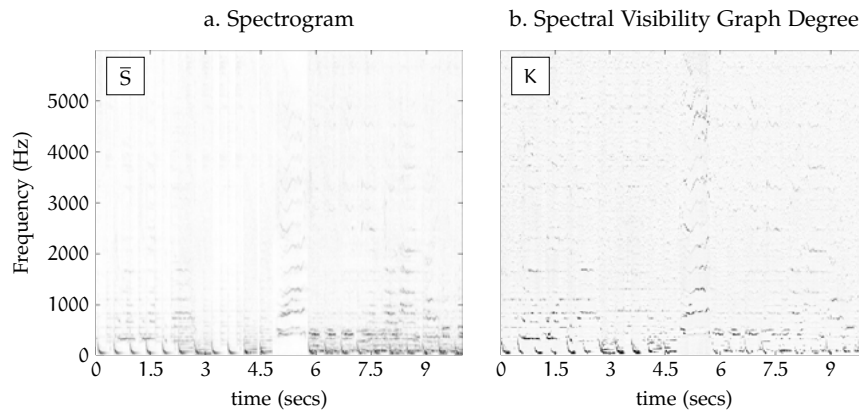 a. Spectrogram
b. Spectral Visibility Graph Degree
S̄
K
Frequency (Hz)
5000
4000
3000
2000
1000
0
0 1.5 3 4.5 6 7.5 9
0 1.5 3 4.5 6 7.5 9
time (secs)
time (secs)